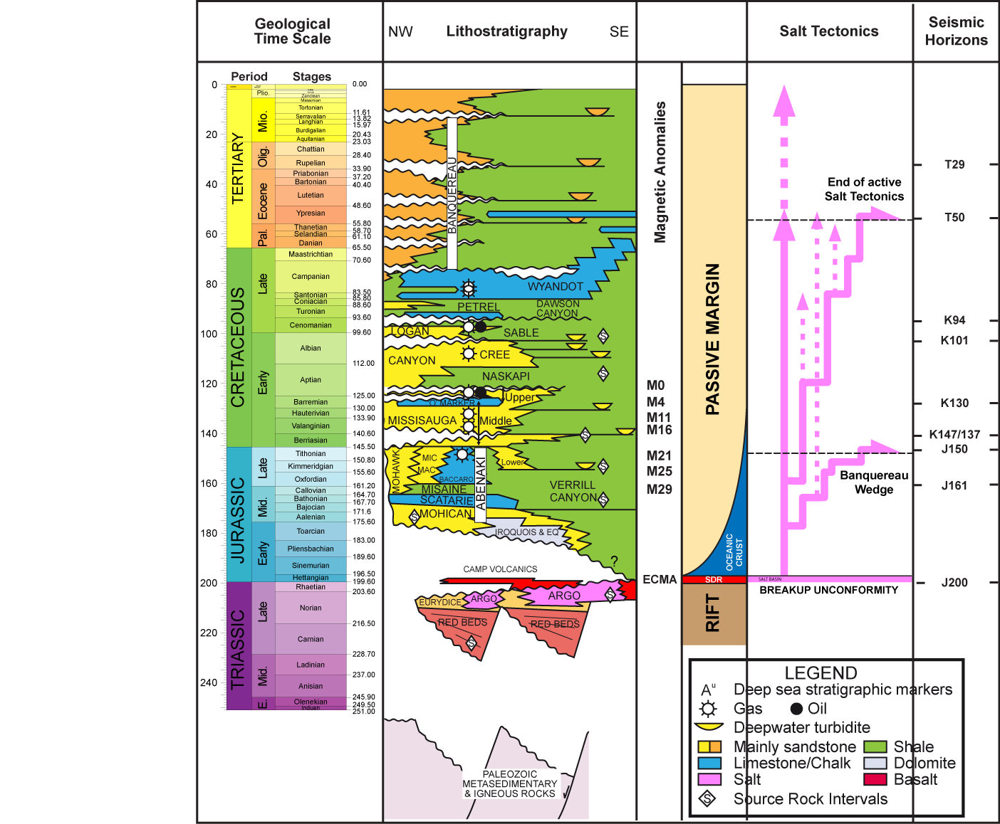 Geological
Time Scale
NW
Lithostratigraphy
SE
Salt Tectonics
Seismic
Horizons
Period
Stages
Magnetic Anomalies
0
20
40
60
80
100
120
140
160
180
200
220
240
TERTIARY
CRETACEOUS
JURASSIC
TRIASSIC
Plio.
Mio.
Olig.
Eocene
Pal.
Late
Early
Late
Mid.
Early
Late
Mid.
E.
Zanclean
Messinian
Tortonian
Serravalian
Langhian
Burdigalian
Aquitanian
Chattian
Rupelian
Priabonian
Bartonian
Lutetian
Ypresian
Thanetian
Selandian
Danian
Maastrichtian
Campanian
Santonian
Coniacian
Turonian
Cenomanian
Albian
Aptian
Barremian
Hauterivian
Valanginian
Berriasian
Tithonian
Kimmeridgian
Oxfordian
Callovian
Bathonian
Bajocian
Aalenian
Toarcian
Pliensbachian
Sinemurian
Hettangian
Rhaetian
Norian
Carnian
Ladinian
Anisian
Olenekian
Induan
0.00
11.61
13.82
15.97
20.43
23.03
28.40
33.90
37.20
40.40
48.60
55.80
58.70
61.10
65.50
70.60
83.50
85.80
88.60
93.60
99.60
112.00
125.00
130.00
133.90
140.60
145.50
150.80
155.60
161.20
164.70
167.70
171.6
175.60
183.00
189.60
196.50
199.60
203.60
216.50
228.70
237.00
245.90
249.50
251.00
BANQUEREAU
WYANDOT
DAWSON
CANYON
PETREL
LOGAN
SABLE
S
CREE
CANYON
NASKAPI
S
Upper
O' MARKER
MISSISAUGA
Middle
S
MOHAWK
MIC
MAC
BACCARO
ABENAKI
Lower
S
MISAINE
VERRILL
CANYON
S
SCATARIE
S
MOHICAN
IROQUOIS & EQ
?
CAMP VOLCANICS
EURYDICE
ARGO
ARGO
S
RED BEDS
RED BEDS
S
PALEOZOIC
METASEDIMENTARY
& IGNEOUS ROCKS
M0
M4
M11
M16
M21
M25
M29
ECMA
PASSIVE MARGIN
OCEANIC
CRUST
SDR
RIFT
End of active
Salt Tectonics
Banquereau
Wedge
SALT BASIN
BREAKUP UNCONFORMITY
T29
T50
K94
K101
K130
K147/137
J150
J161
J200
LEGEND
Au Deep sea stratigraphic markers
Gas Oil
Deepwater turbidite
Mainly sandstone Shale
Limestone/Chalk Dolomite
Salt Basalt
S Source Rock Intervals